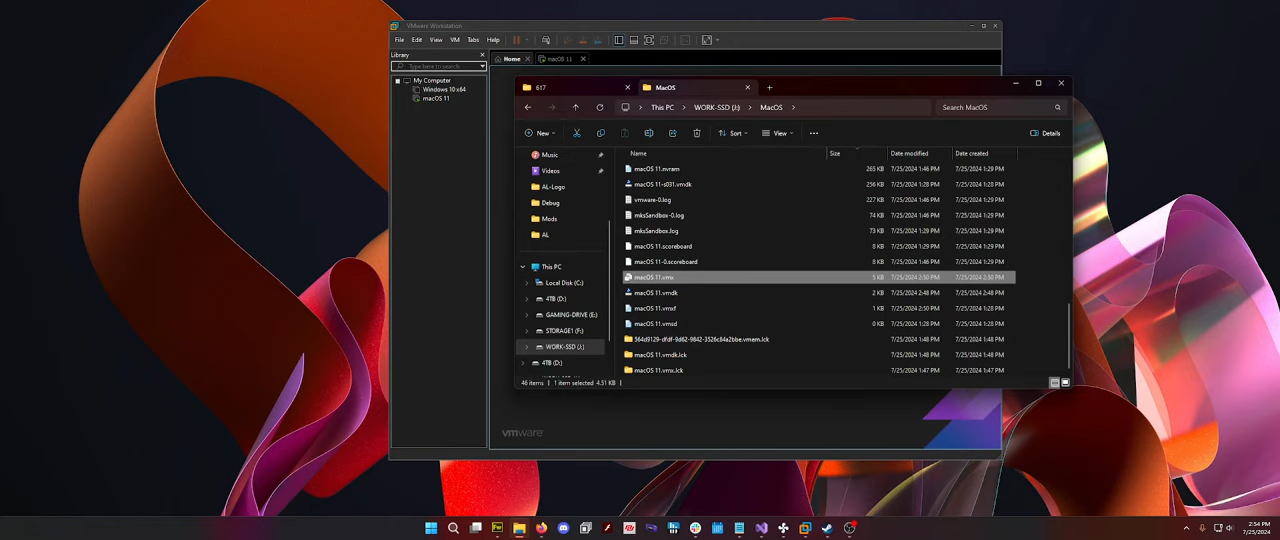 VMware Workstation
File Edit View VM Tabs Help
Library
Type here to search
My Computer
Windows 10 x64
macOS 11
Home
macOS 11
617
MacOS
This PC > WORK-SSD (J:) > MacOS >
Search MacOS
New
Sort
View
Details
Music
Videos
AL-Logo
Debug
Mods
AL
This PC
Local Disk (C:)
4TB (D:)
GAMING-DRIVE (E:)
STORAGE1 (F:)
WORK-SSD (J:)
4TB (D:)
Name Size Date modified Date created
macOS 11.nvram 265 KB 7/25/2024 1:46 PM 7/25/2024 1:29 PM
macOS 11-s031.vmdk 256 KB 7/25/2024 1:28 PM 7/25/2024 1:28 PM
vmware-0.log 227 KB 7/25/2024 1:46 PM 7/25/2024 1:29 PM
mksSandbox-0.log 74 KB 7/25/2024 1:46 PM 7/25/2024 1:29 PM
mksSandbox.log 73 KB 7/25/2024 1:29 PM 7/25/2024 1:29 PM
macOS 11.scoreboard 8 KB 7/25/2024 1:29 PM 7/25/2024 1:29 PM
macOS 11-0.scoreboard 8 KB 7/25/2024 1:46 PM 7/25/2024 1:29 PM
macOS 11.vmx 5 KB 7/25/2024 2:50 PM 7/25/2024 2:50 PM
macOS 11.vmdk 2 KB 7/25/2024 2:48 PM 7/25/2024 2:48 PM
macOS 11.vmxf 1 KB 7/25/2024 2:50 PM 7/25/2024 1:28 PM
macOS 11.vmsd 0 KB 7/25/2024 1:28 PM 7/25/2024 1:28 PM
564d9129-dfdf-9d62-9842-3526c84a2bbe.vmem.lck 7/25/2024 1:48 PM 7/25/2024 1:48 PM
macOS 11.vmdk.lck 7/25/2024 1:48 PM 7/25/2024 1:48 PM
macOS 11.vmx.lck 7/25/2024 1:47 PM 7/25/2024 1:47 PM
46 items 1 item selected 4.51 KB
vmware
Fw
2:54 PM
7/25/2024